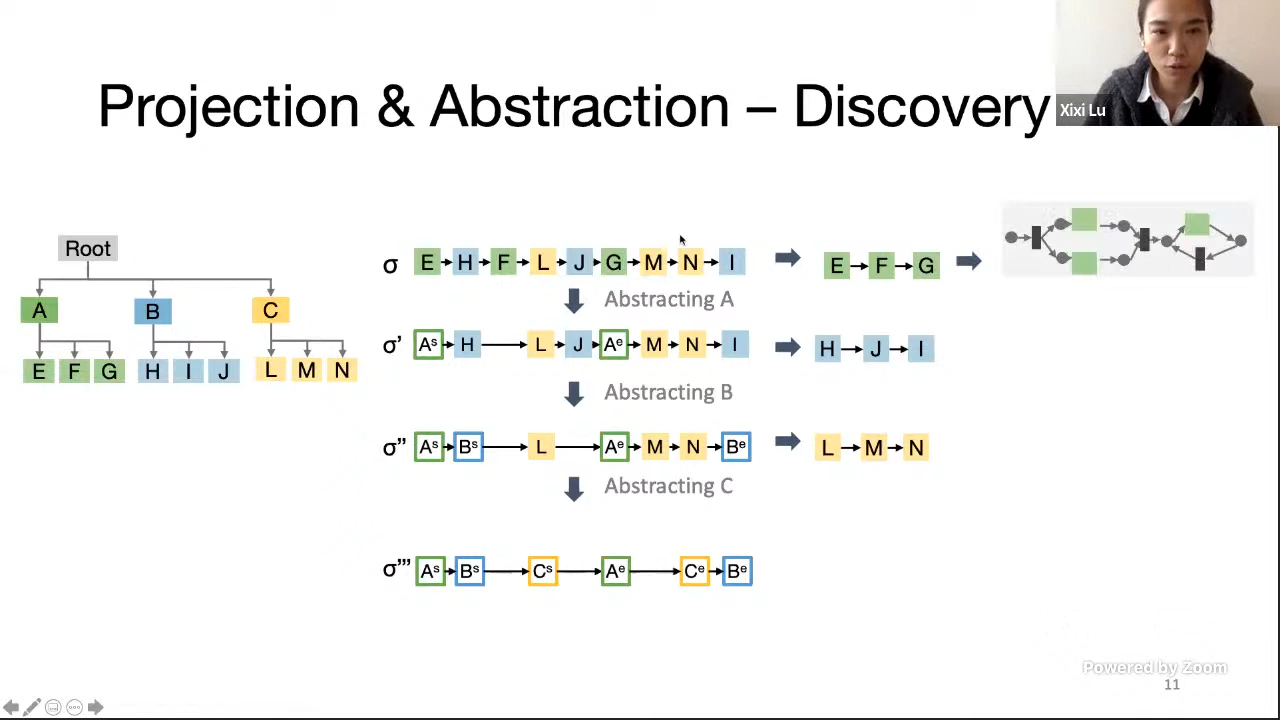 Projection & Abstraction – Discovery
Xixi Lu
Root
A B C
E F G H I J L M N
σ E H F L J G M N I
E F G
Abstracting A
σ' Aˢ H L J Aᵉ M N I
H J I
Abstracting B
σ'' Aˢ Bˢ L Aᵉ M N Bᵉ
L M N
Abstracting C
σ''' Aˢ Bˢ Cˢ Aᵉ Cᵉ Bᵉ
Powered by Zoom
11